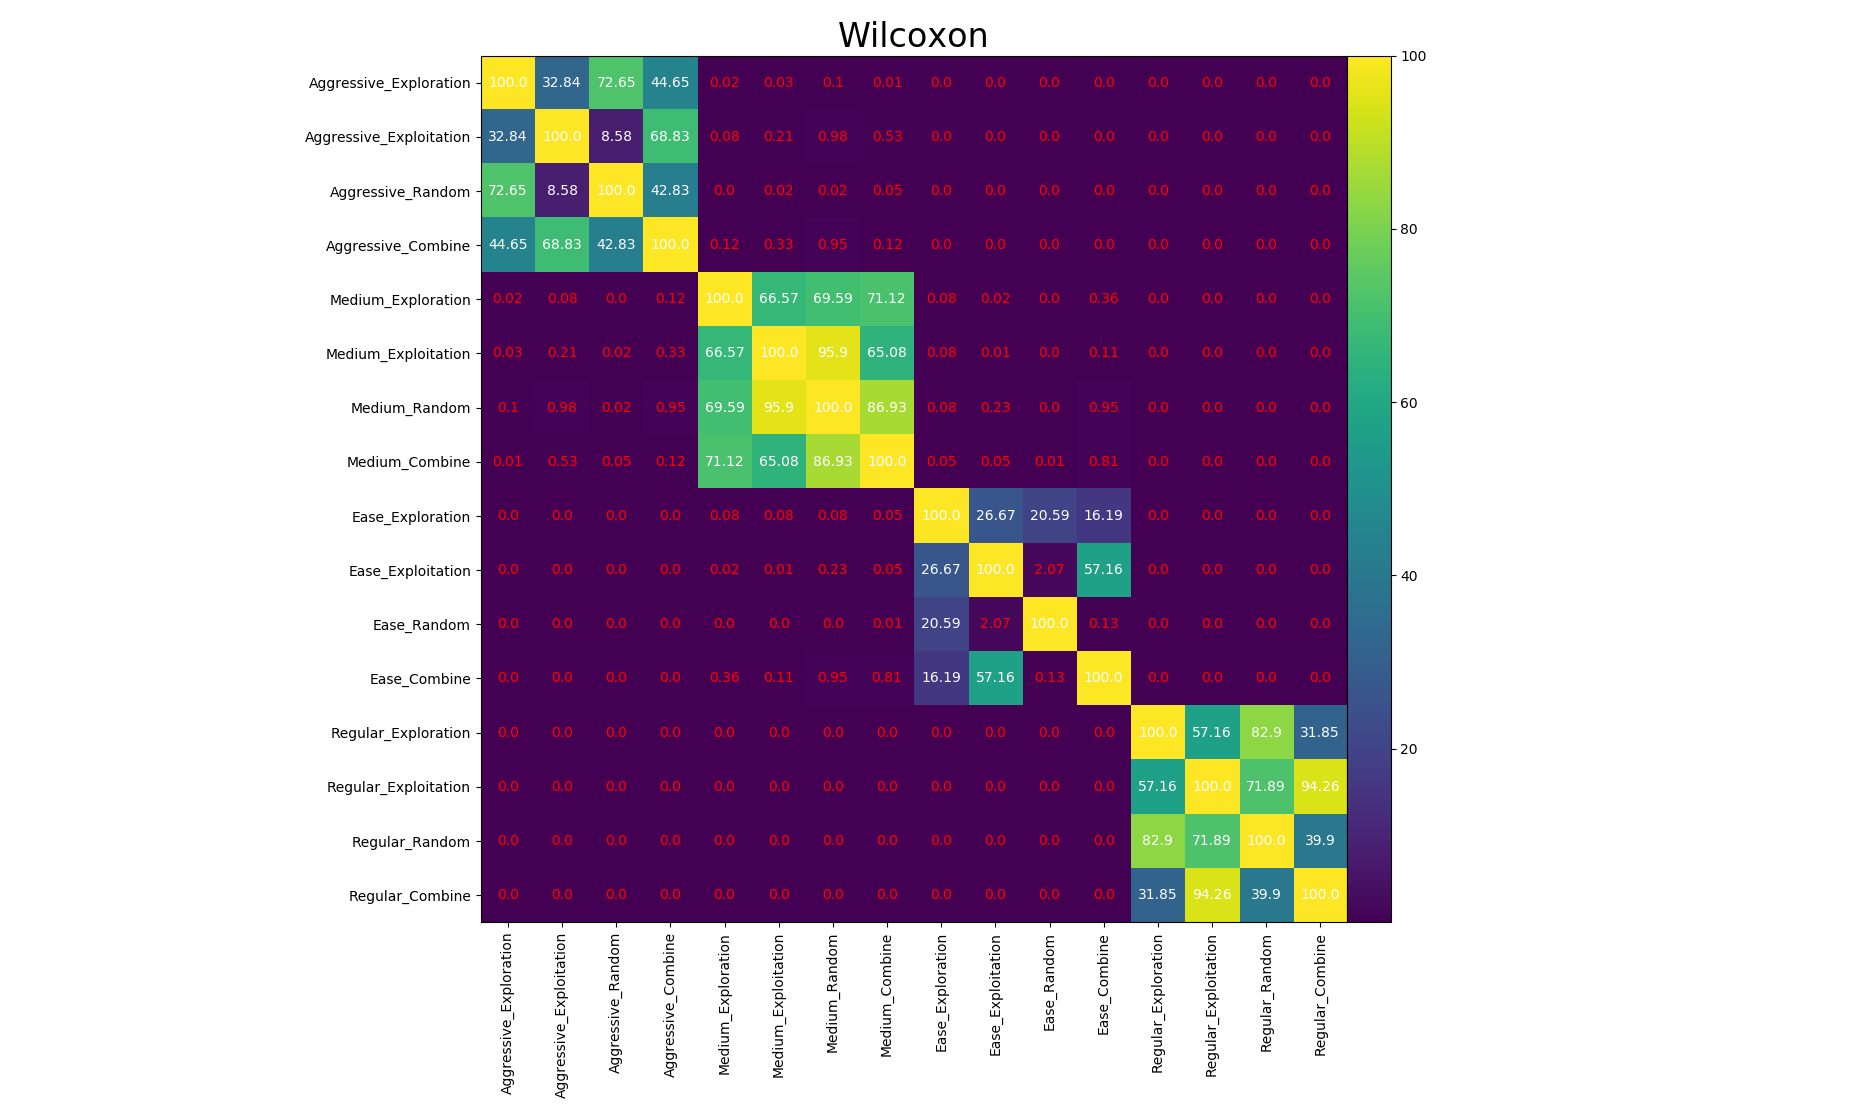 Wilcoxon
Aggressive_Exploration 100.0 32.84 72.65 44.65 0.02 0.03 0.1 0.01 0.0 0.0 0.0 0.0 0.0 0.0 0.0 0.0
Aggressive_Exploitation 32.84 100.0 8.58 68.83 0.08 0.21 0.98 0.53 0.0 0.0 0.0 0.0 0.0 0.0 0.0 0.0
Aggressive_Random 72.65 8.58 100.0 42.83 0.0 0.02 0.02 0.05 0.0 0.0 0.0 0.0 0.0 0.0 0.0 0.0
Aggressive_Combine 44.65 68.83 42.83 100.0 0.12 0.33 0.95 0.12 0.0 0.0 0.0 0.0 0.0 0.0 0.0 0.0
Medium_Exploration 0.02 0.08 0.0 0.12 100.0 66.57 69.59 71.12 0.08 0.02 0.0 0.36 0.0 0.0 0.0 0.0
Medium_Exploitation 0.03 0.21 0.02 0.33 66.57 100.0 95.9 65.08 0.08 0.01 0.0 0.11 0.0 0.0 0.0 0.0
Medium_Random 0.1 0.98 0.02 0.95 69.59 95.9 100.0 86.93 0.08 0.23 0.0 0.95 0.0 0.0 0.0 0.0
Medium_Combine 0.01 0.53 0.05 0.12 71.12 65.08 86.93 100.0 0.05 0.05 0.01 0.81 0.0 0.0 0.0 0.0
Ease_Exploration 0.0 0.0 0.0 0.0 0.08 0.08 0.08 0.05 100.0 26.67 20.59 16.19 0.0 0.0 0.0 0.0
Ease_Exploitation 0.0 0.0 0.0 0.0 0.02 0.01 0.23 0.05 26.67 100.0 2.07 57.16 0.0 0.0 0.0 0.0
Ease_Random 0.0 0.0 0.0 0.0 0.0 0.0 0.0 0.01 20.59 2.07 100.0 0.13 0.0 0.0 0.0 0.0
Ease_Combine 0.0 0.0 0.0 0.0 0.36 0.11 0.95 0.81 16.19 57.16 0.13 100.0 0.0 0.0 0.0 0.0
Regular_Exploration 0.0 0.0 0.0 0.0 0.0 0.0 0.0 0.0 0.0 0.0 0.0 0.0 100.0 57.16 82.9 31.85
Regular_Exploitation 0.0 0.0 0.0 0.0 0.0 0.0 0.0 0.0 0.0 0.0 0.0 0.0 57.16 100.0 71.89 94.26
Regular_Random 0.0 0.0 0.0 0.0 0.0 0.0 0.0 0.0 0.0 0.0 0.0 0.0 82.9 71.89 100.0 39.9
Regular_Combine 0.0 0.0 0.0 0.0 0.0 0.0 0.0 0.0 0.0 0.0 0.0 0.0 31.85 94.26 39.9 100.0
Aggressive_Exploration
Aggressive_Exploitation
Aggressive_Random
Aggressive_Combine
Medium_Exploration
Medium_Exploitation
Medium_Random
Medium_Combine
Ease_Exploration
Ease_Exploitation
Ease_Random
Ease_Combine
Regular_Exploration
Regular_Exploitation
Regular_Random
Regular_Combine
100
80
60
40
20